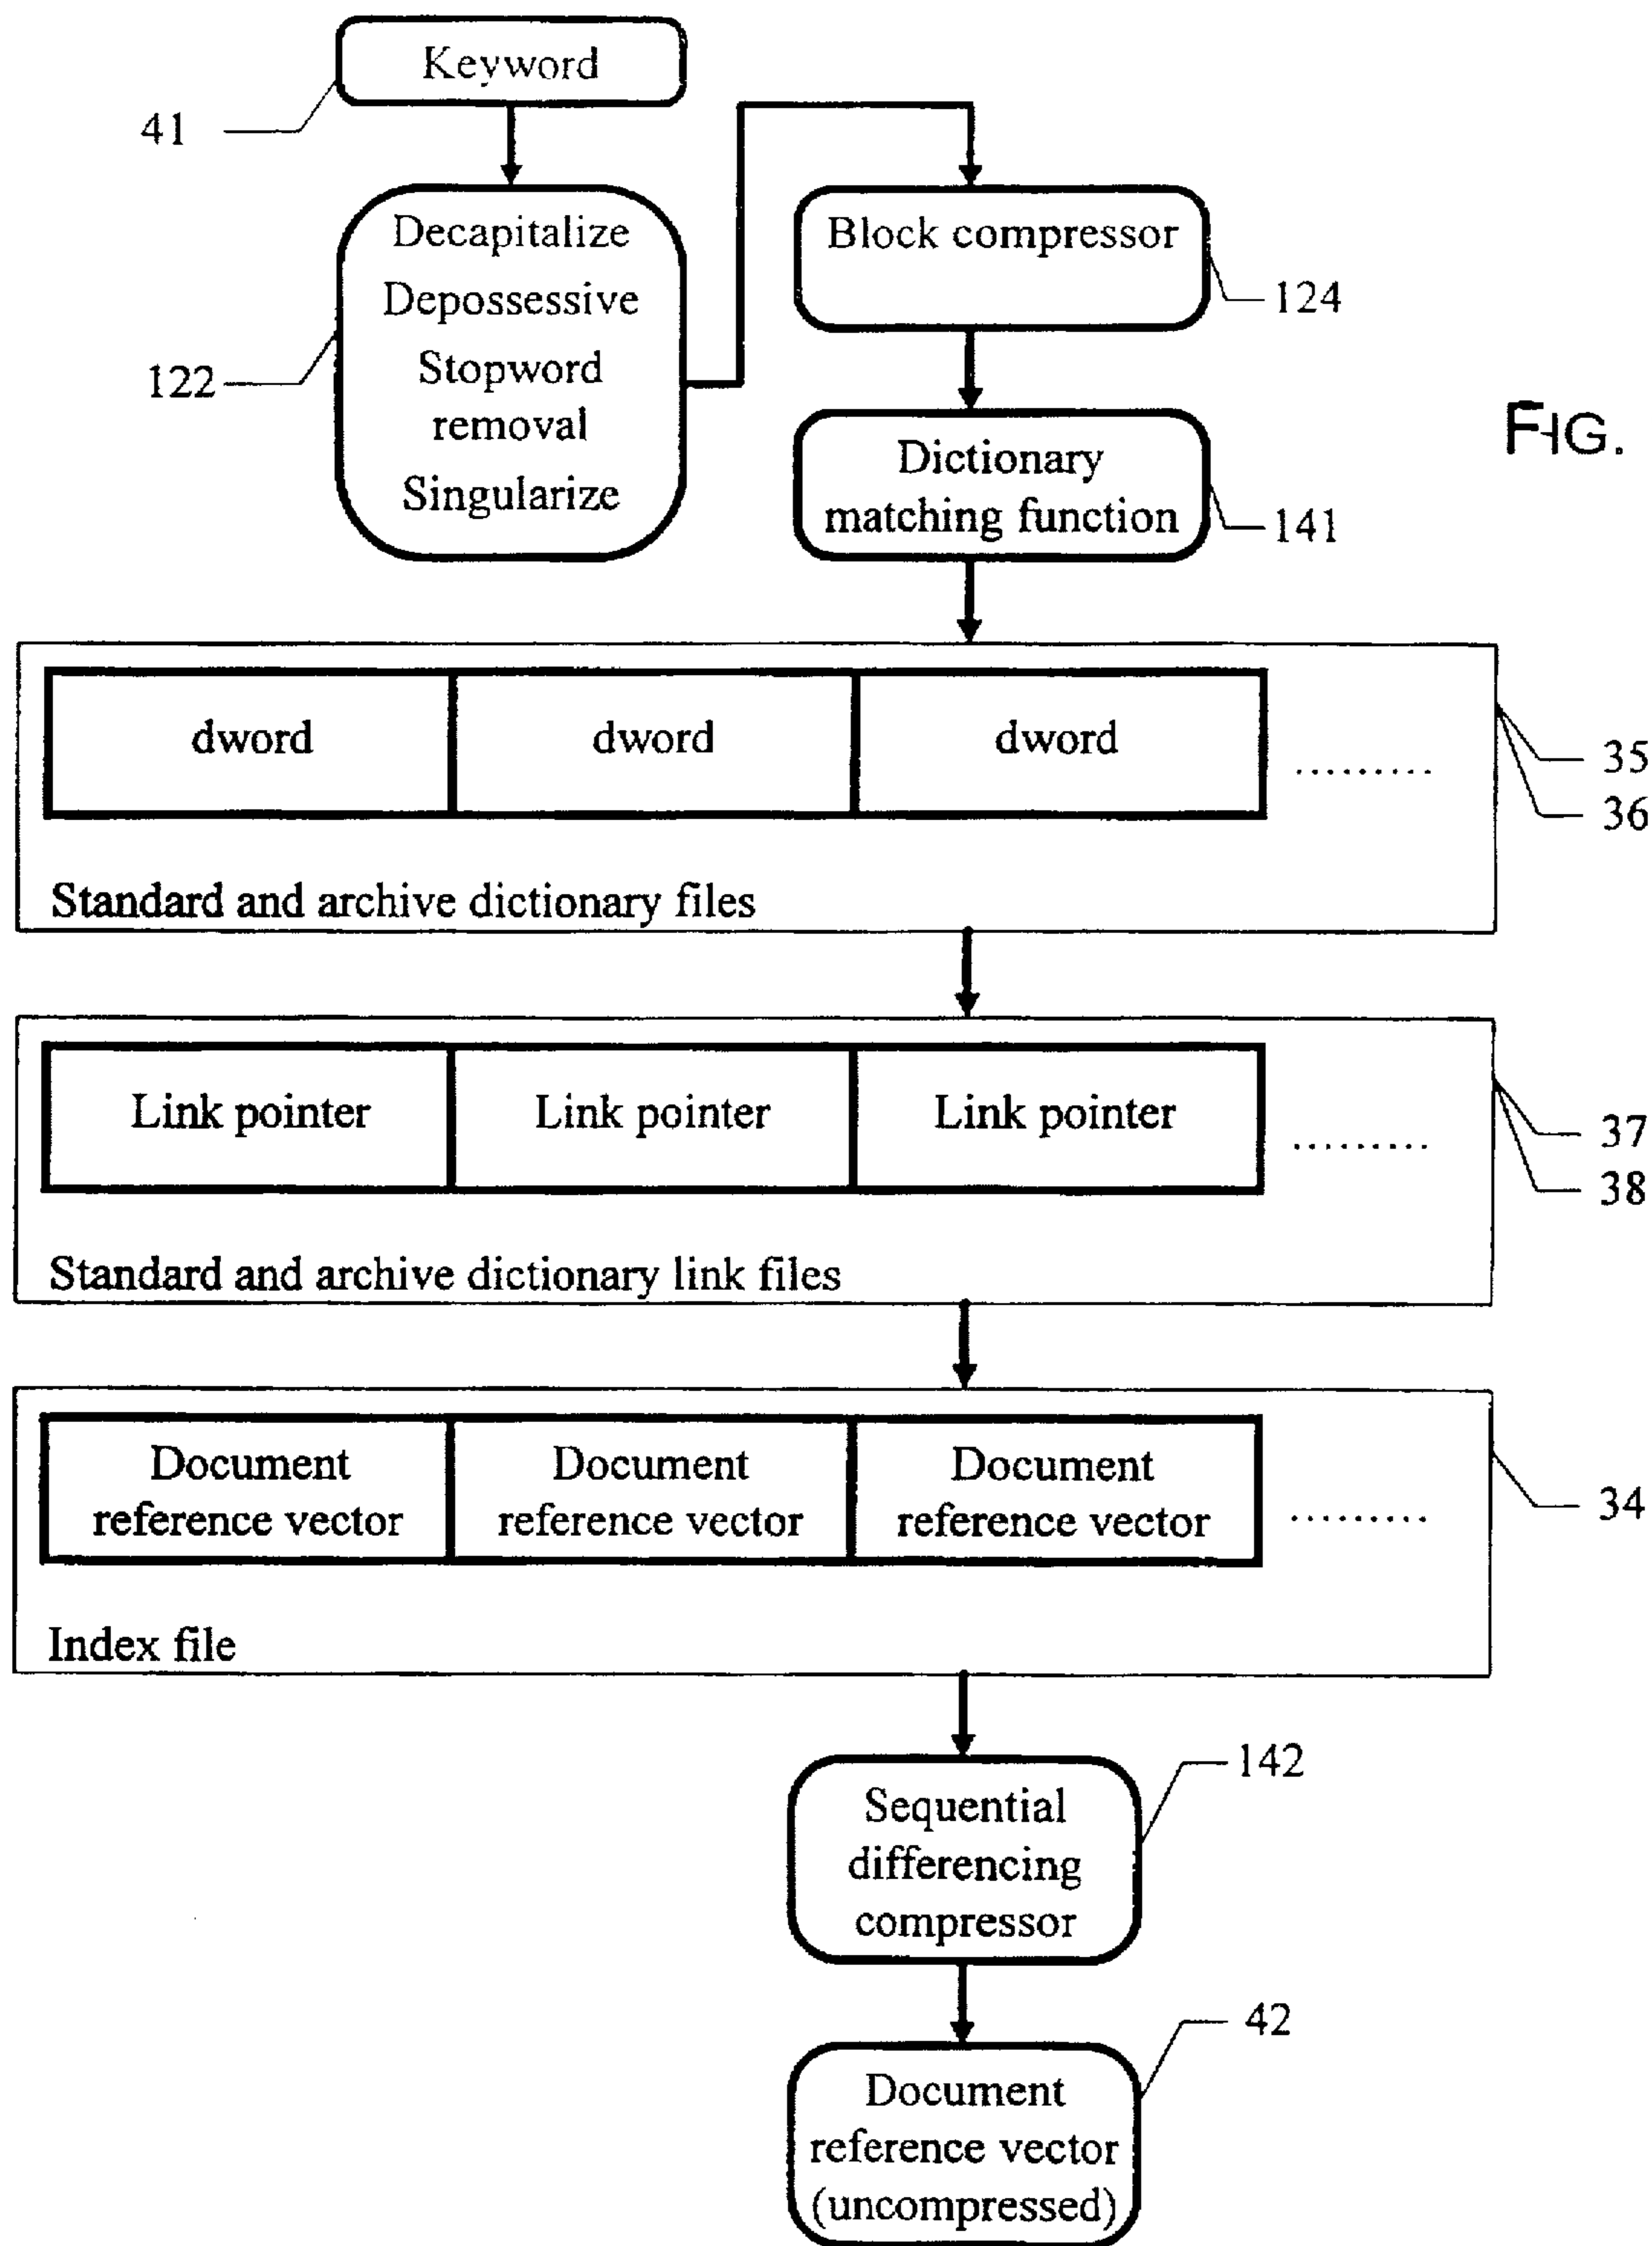 Keyword
41
Decapitalize
Depossessive
Stopword
removal
Singularize
122
Block compressor
124
Dictionary
matching function
141
FIG.
dword
dword
dword
.........
35
36
Standard and archive dictionary files
Link pointer
Link pointer
Link pointer
.........
37
38
Standard and archive dictionary link files
Document
reference vector
Document
reference vector
Document
reference vector
.........
34
Index file
Sequential
differencing
compressor
142
Document
reference vector
(uncompressed)
42